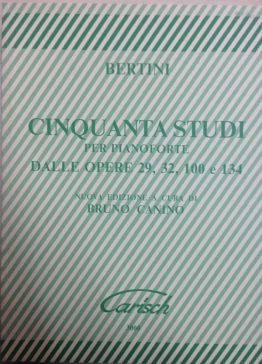 BERTINI
CINQUANTA STUDI
PER PIANOFORTE
DALLE OPERE 29, 32, 100 e 134
NUOVA EDIZIONE A CURA DI
BRUNO CANINO
Carisch